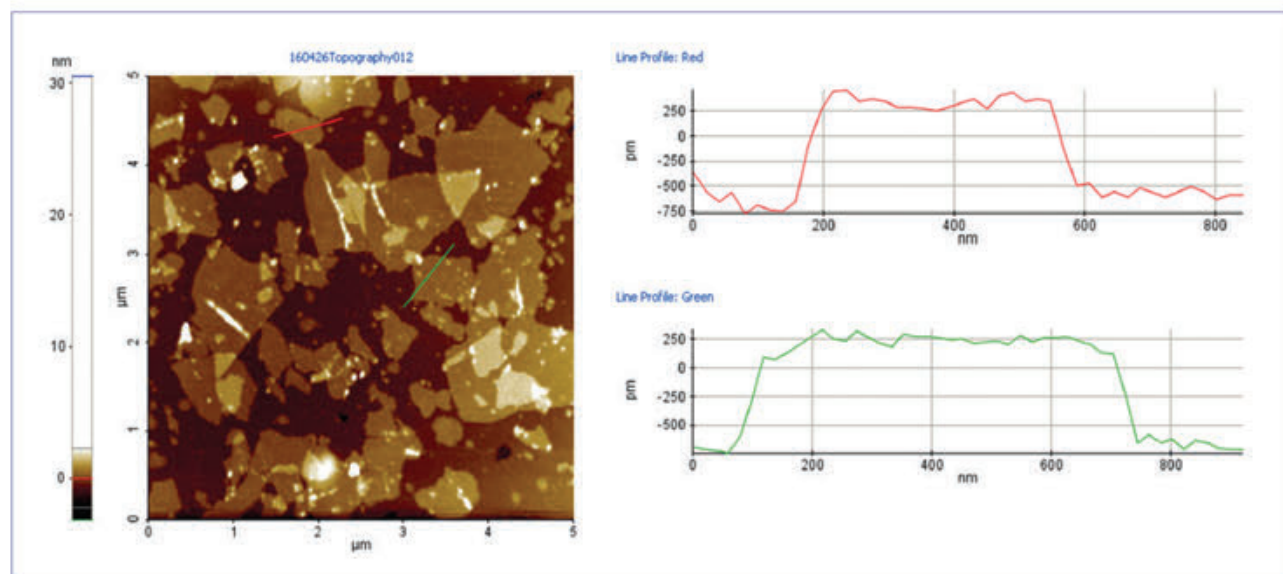 nm
30
20
10
0
160426Topography012
5
4
3
2
1
0
µm
0 1 2 3 4 5
µm
Line Profile: Red
250
0
-250
-500
-750
pm
0 200 400 600 800
nm
Line Profile: Green
250
0
-500
pm
0 200 400 600 800
nm